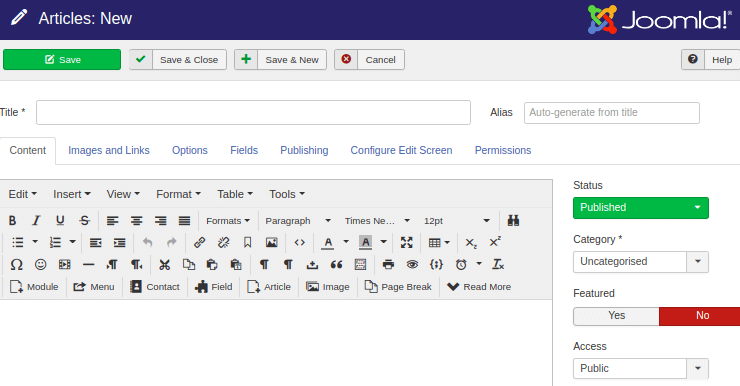 Articles: New
Joomla!®
Save
Save & Close
Save & New
Cancel
Help
Title *
Alias
Auto-generate from title
Content Images and Links Options Fields Publishing Configure Edit Screen Permissions
Edit Insert View Format Table Tools
B I U S Formats Paragraph Times Ne... 12pt
A A X₂ X²
Module Menu Contact Field Article Image Page Break Read More
Status
Published
Category *
Uncategorised
Featured
Yes No
Access
Public